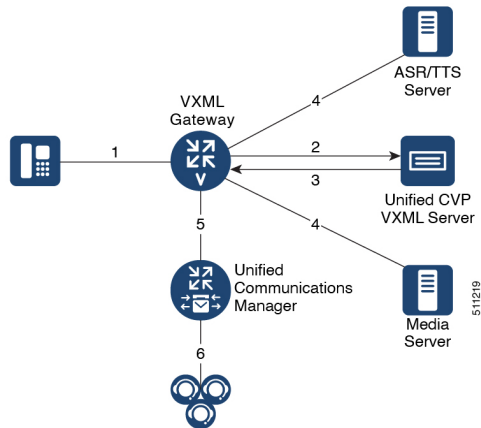 ASR/TTS
Server
VXML
Gateway
4
1
2
3
Unified CVP
VXML Server
5
4
Unified
Communications
Manager
V
Media
Server
511219
6